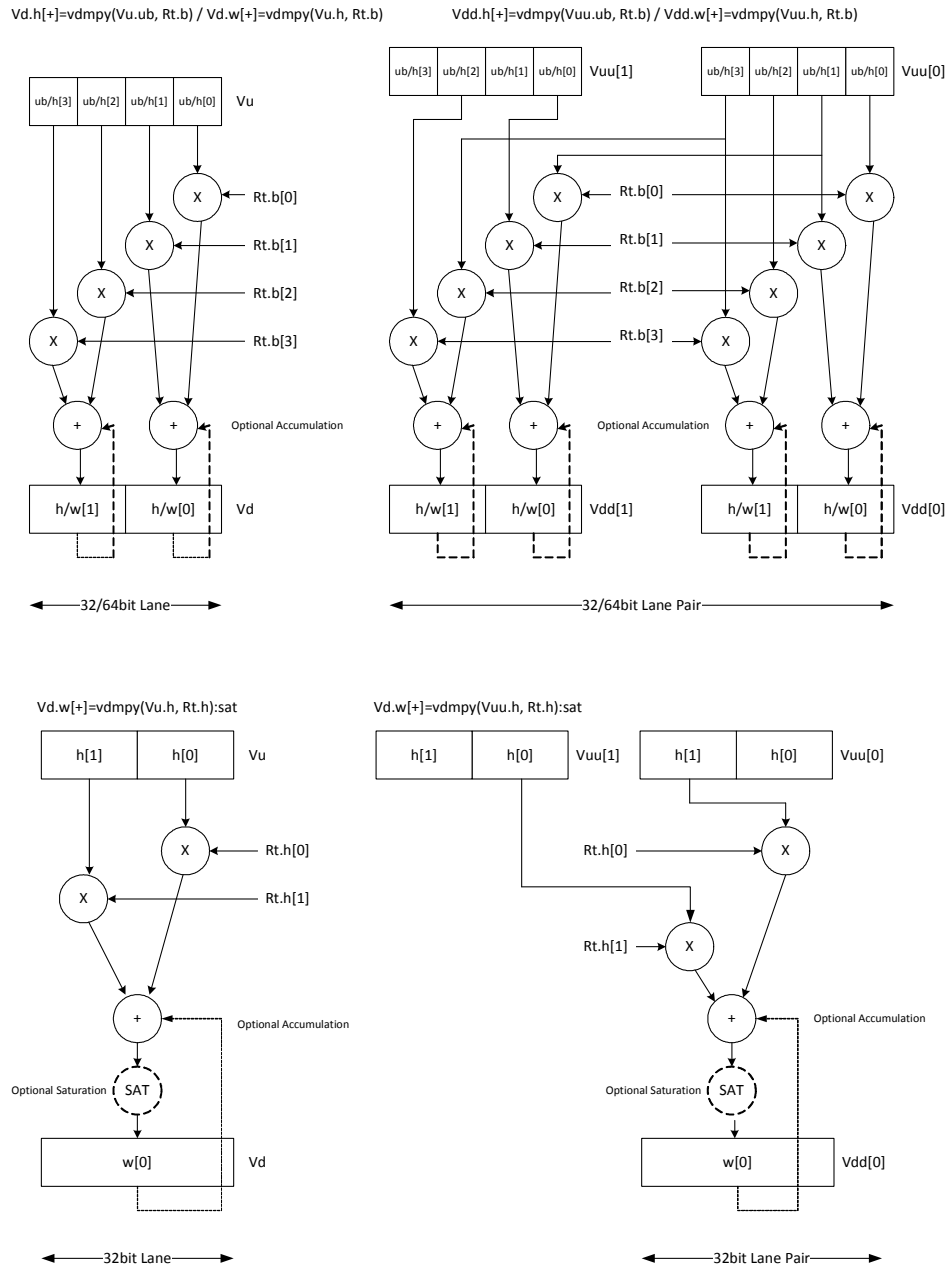 Vd.h[+]=vdmpy(Vu.ub, Rt.b) / Vd.w[+]=vdmpy(Vu.h, Rt.b)
Vdd.h[+]=vdmpy(Vuu.ub, Rt.b) / Vdd.w[+]=vdmpy(Vuu.h, Rt.b)
ub/h[3] ub/h[2] ub/h[1] ub/h[0] Vu
ub/h[3] ub/h[2] ub/h[1] ub/h[0] Vuu[1]
ub/h[3] ub/h[2] ub/h[1] ub/h[0] Vuu[0]
X Rt.b[0] X Rt.b[0] X
X Rt.b[1] X Rt.b[1] X
X Rt.b[2] X Rt.b[2] X
X Rt.b[3] X Rt.b[3] X
+ + Optional Accumulation + + Optional Accumulation + +
h/w[1] h/w[0] Vd
h/w[1] h/w[0] Vdd[1]
h/w[1] h/w[0] Vdd[0]
32/64bit Lane
32/64bit Lane Pair
Vd.w[+]=vdmpy(Vu.h, Rt.h):sat
Vd.w[+]=vdmpy(Vuu.h, Rt.h):sat
h[1] h[0] Vu
h[1] h[0] Vuu[1]
h[1] h[0] Vuu[0]
X Rt.h[0]
Rt.h[0] X
X Rt.h[1]
Rt.h[1] X
+ Optional Accumulation
+ Optional Accumulation
Optional Saturation SAT
Optional Saturation SAT
w[0] Vd
w[0] Vdd[0]
32bit Lane
32bit Lane Pair